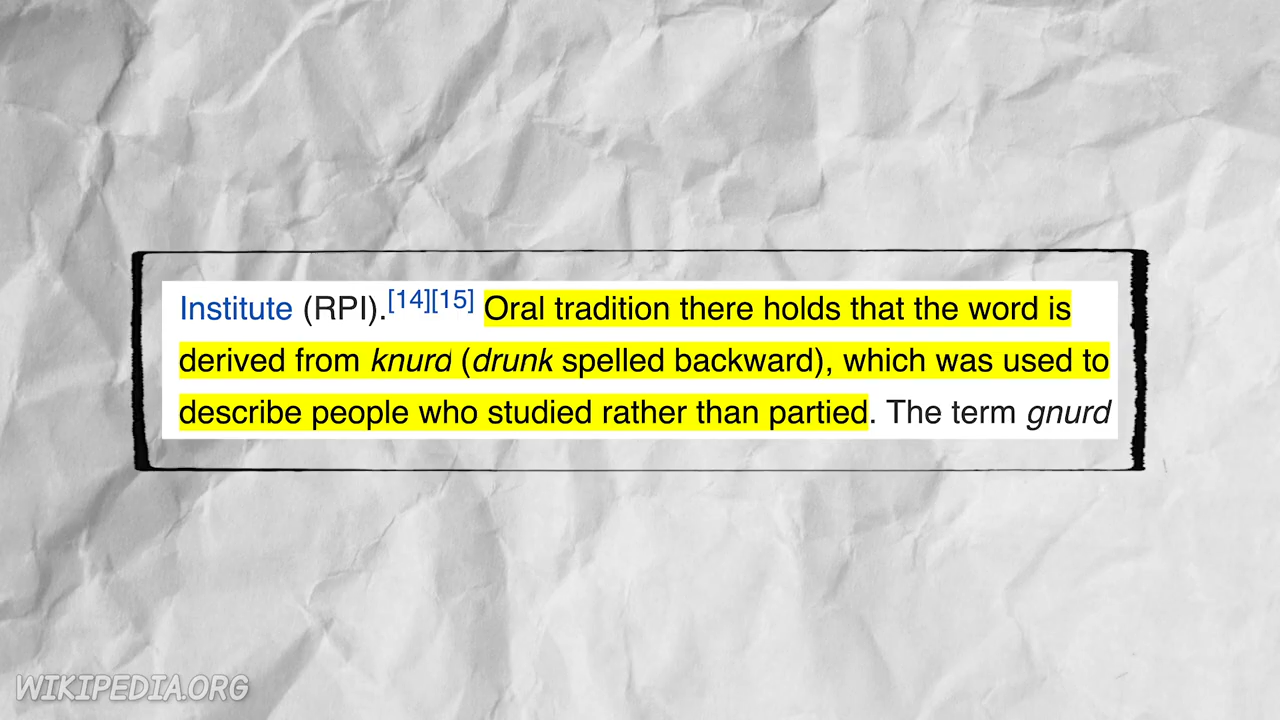 Institute (RPI).[14][15] Oral tradition there holds that the word is
derived from knurd (drunk spelled backward), which was used to
describe people who studied rather than partied. The term gnurd
WIKIPEDIA.ORG